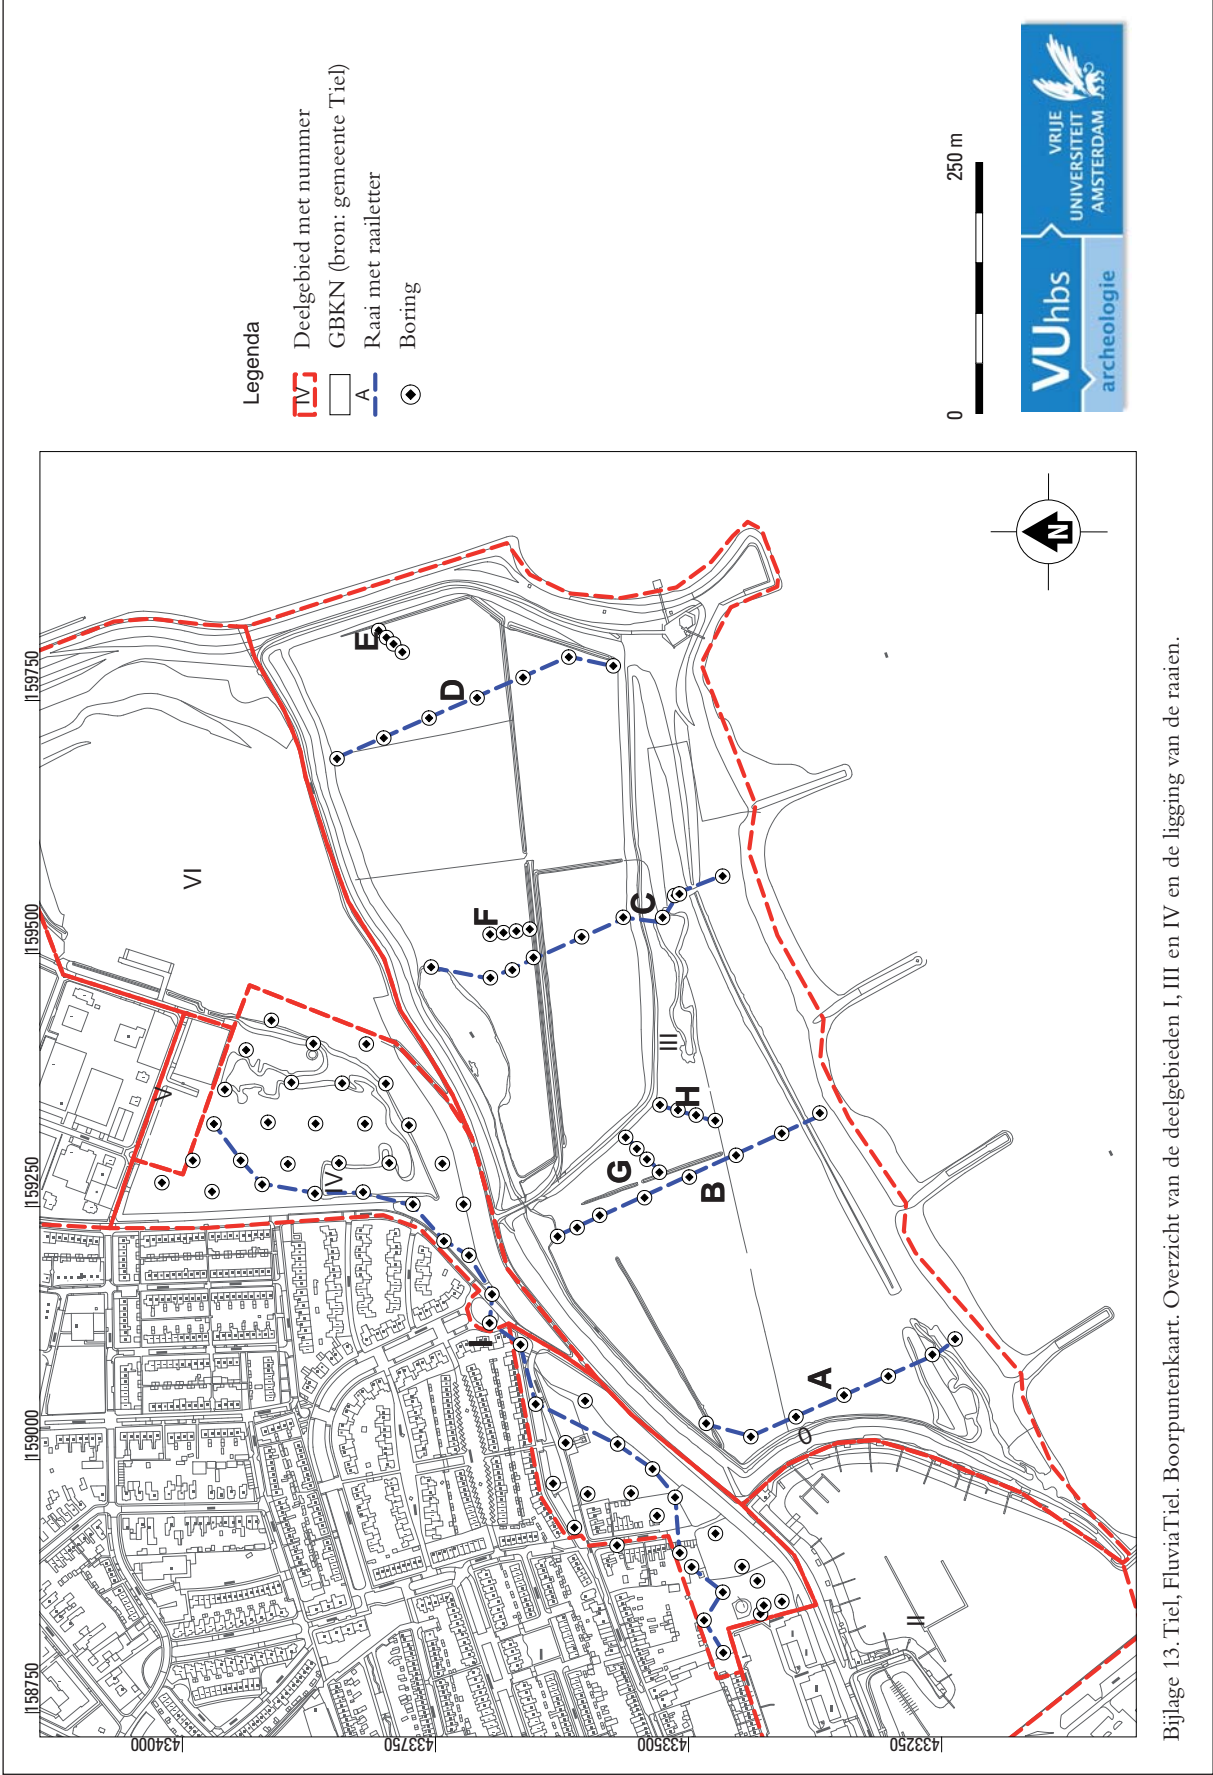 Legenda
IV Deelgebied met nummer
GBKN (bron: gemeente Tiel)
A Raai met raailetter
Boring
0 250 m
VUhbs
archeologie
VRIJE
UNIVERSITEIT
AMSTERDAM
158750
159000
159250
159500
159750
434000
433750
433500
433250
VI
V
IV
I
III
II
E
D
F
C
H
G
B
A
0
N
Bijlage 13. Tiel, FluviaTiel. Boorpuntenkaart. Overzicht van de deelgebieden I, III en IV en de ligging van de raaien.